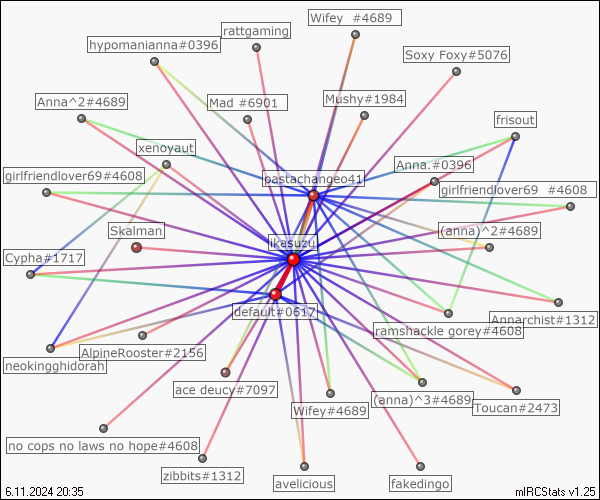 Wifey   #4689
rattgaming
hypomanianna#0396
Soxy Foxy#5076
Anna^2#4689
Mad  #6901
Mushy#1984
frisout
xenoyaut
Anna.#0396
girlfriendlover69#4608
pastachangeo41
girlfriendlover69   #4608
Skalman
ikasuzu
(anna)^2#4689
Cypha#1717
default#0617
Annarchist#1312
ramshackle gorey#4608
AlpineRooster#2156
neokingghidorah
ace deucy#7097
(anna)^3#4689
Toucan#2473
Wifey#4689
no cops no laws no hope#4608
zibbits#1312
avelicious
fakedingo
6.11.2024 20:35
mIRCStats v1.25